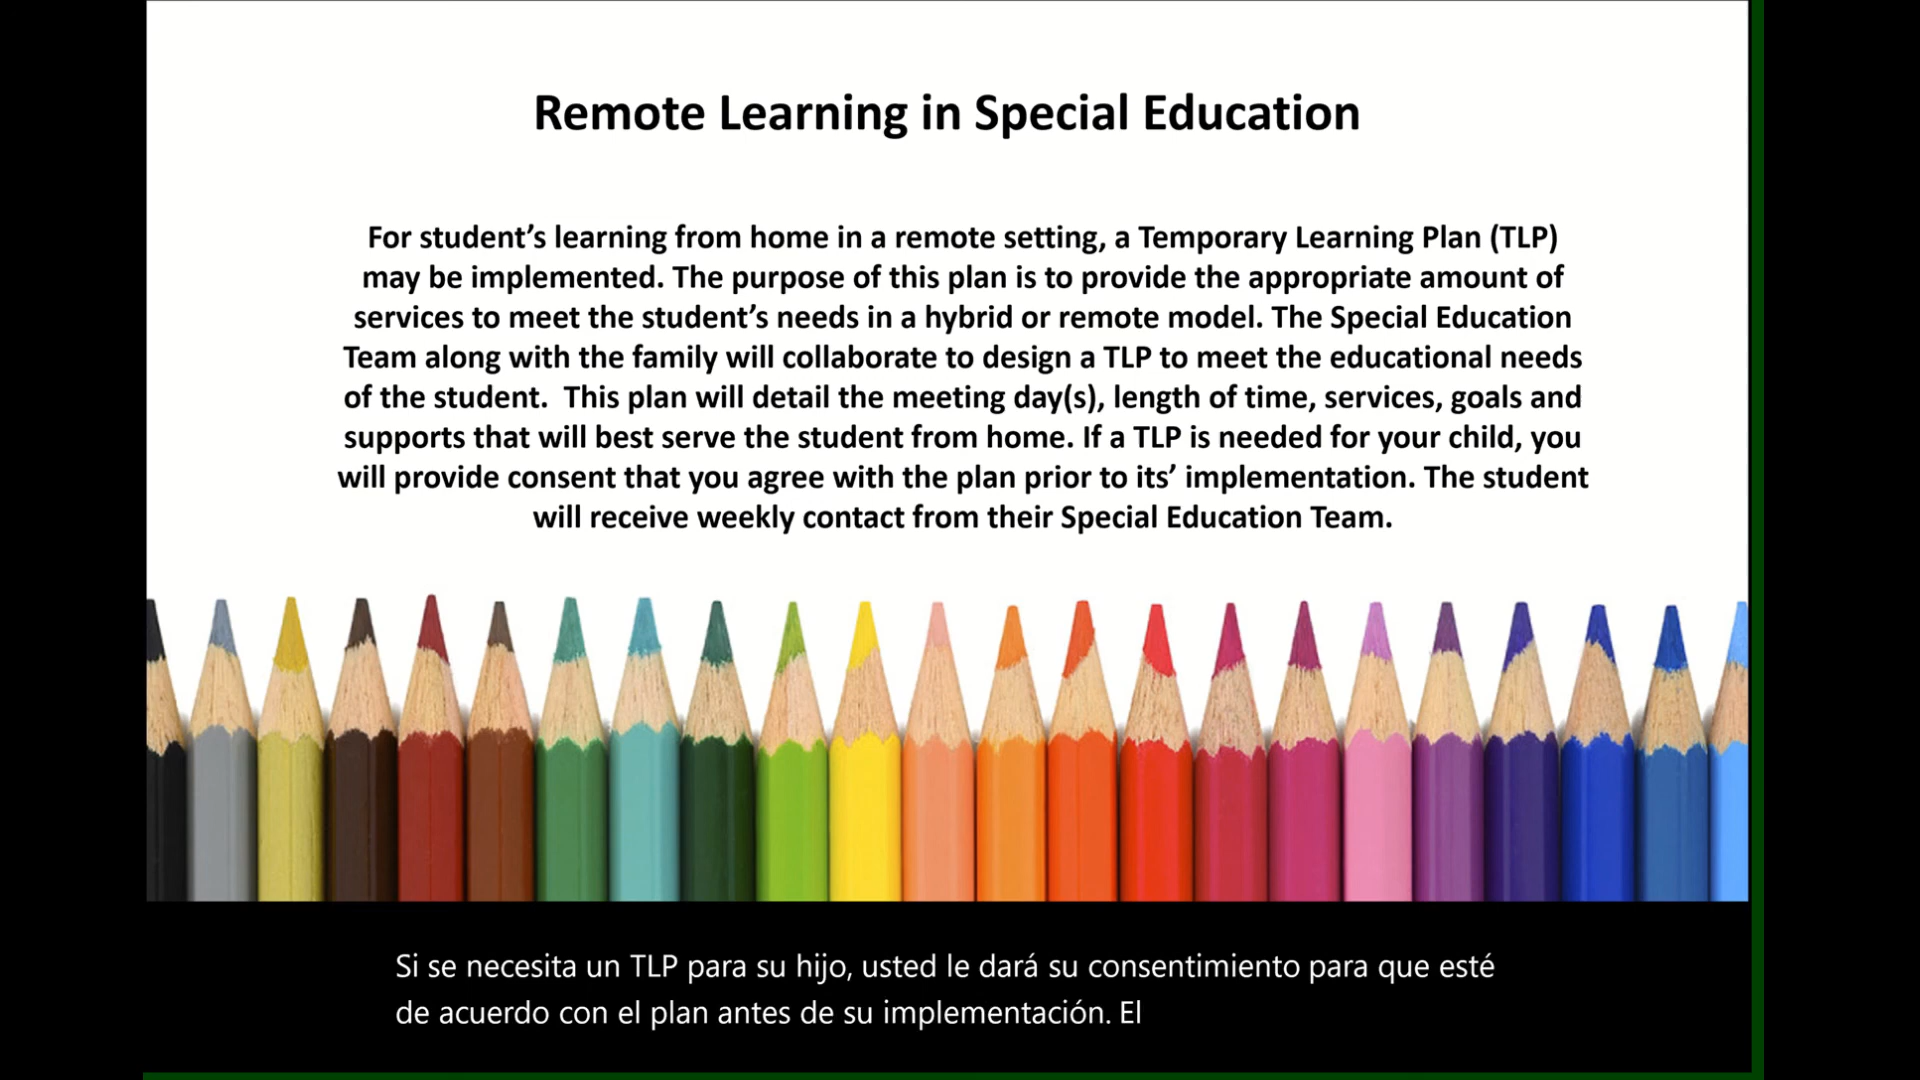 Remote Learning in Special Education
For student’s learning from home in a remote setting, a Temporary Learning Plan (TLP)
may be implemented. The purpose of this plan is to provide the appropriate amount of
services to meet the student’s needs in a hybrid or remote model. The Special Education
Team along with the family will collaborate to design a TLP to meet the educational needs
of the student.  This plan will detail the meeting day(s), length of time, services, goals and
supports that will best serve the student from home. If a TLP is needed for your child, you
will provide consent that you agree with the plan prior to its’ implementation. The student
will receive weekly contact from their Special Education Team.
Si se necesita un TLP para su hijo, usted le dará su consentimiento para que esté
de acuerdo con el plan antes de su implementación. El